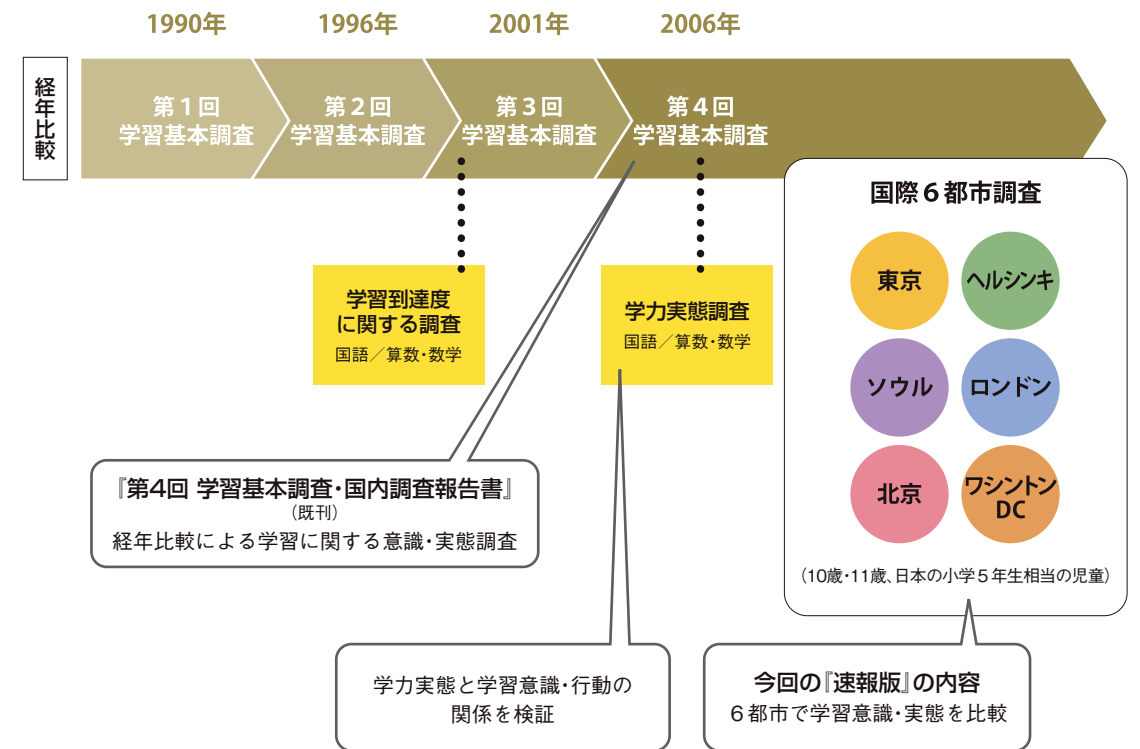 1990年
1996年
2001年
2006年
経年比較
第1回
学習基本調査
第2回
学習基本調査
第3回
学習基本調査
第4回
学習基本調査
学習到達度
に関する調査
国語／算数・数学
学力実態調査
国語／算数・数学
国際6都市調査
東京
ヘルシンキ
ソウル
ロンドン
北京
ワシントン
DC
（10歳・11歳、日本の小学5年生相当の児童）
『第4回 学習基本調査・国内調査報告書』
（既刊）
経年比較による学習に関する意識・実態調査
学力実態と学習意識・行動の
関係を検証
今回の『速報版』の内容
6都市で学習意識・実態を比較